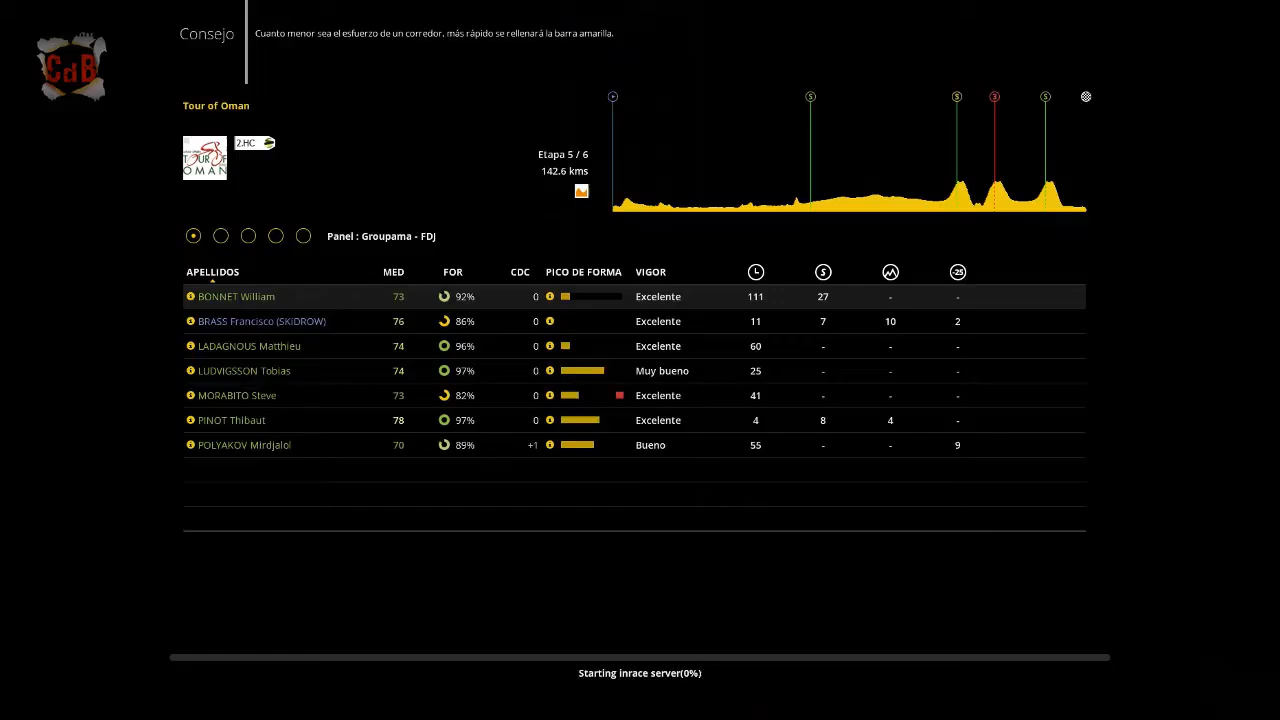 Consejo
Cuanto menor sea el esfuerzo de un corredor, más rápido se rellenará la barra amarilla.
CdB
Tour of Oman
TOUR OF
OMAN
2.HC
Etapa 5 / 6
142.6 kms
S
S
3
S
Panel : Groupama - FDJ
APELLIDOS MED FOR CDC PICO DE FORMA VIGOR S -25
BONNET William 73 92% 0 Excelente 111 27 - -
BRASS Francisco (SKiDROW) 76 86% 0 Excelente 11 7 10 2
LADAGNOUS Matthieu 74 96% 0 Excelente 60 - - -
LUDVIGSSON Tobias 74 97% 0 Muy bueno 25 - - -
MORABITO Steve 73 82% 0 Excelente 41 - - -
PINOT Thibaut 78 97% 0 Excelente 4 8 4 -
POLYAKOV Mirdjalol 70 89% +1 Bueno 55 - - 9
Starting inrace server(0%)